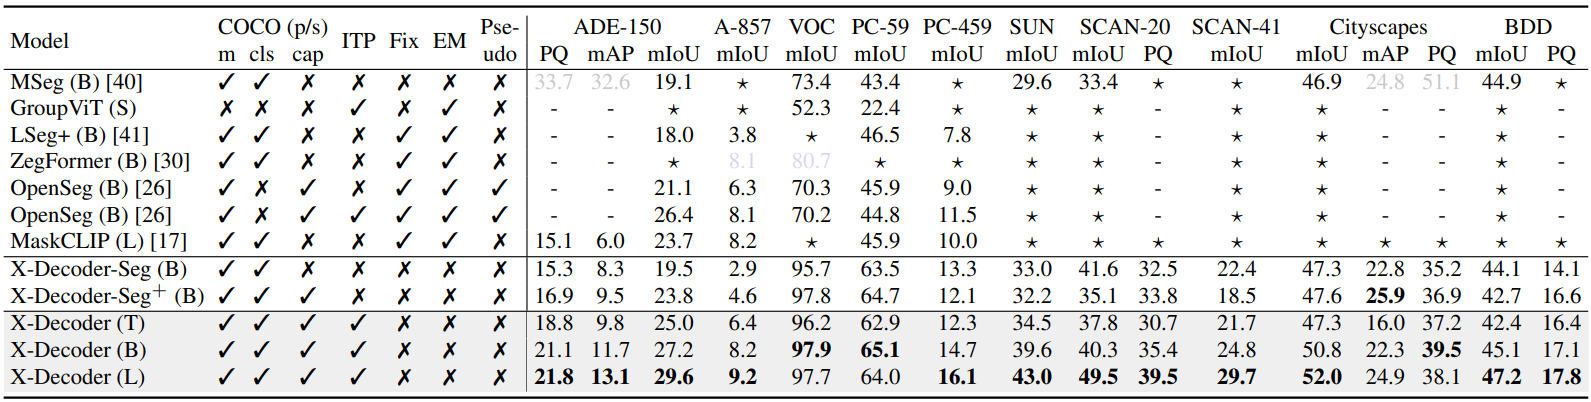 Model COCO (p/s) ITP Fix EM Pse- ADE-150 A-857 VOC PC-59 PC-459 SUN SCAN-20 SCAN-41 Cityscapes BDD
m cls cap udo PQ mAP mIoU mIoU mIoU mIoU mIoU mIoU mIoU PQ mIoU mIoU mAP PQ mIoU PQ
MSeg (B) [40] ✓ ✓ ✗ ✗ ✗ ✗ ✗ 33.7 32.6 19.1 ⋆ 73.4 43.4 ⋆ 29.6 33.4 ⋆ ⋆ 46.9 24.8 51.1 44.9 ⋆
GroupViT (S) ✗ ✗ ✗ ✓ ✗ ✓ ✗ - - ⋆ ⋆ 52.3 22.4 ⋆ ⋆ ⋆ - ⋆ ⋆ - - ⋆ -
LSeg+ (B) [41] ✓ ✓ ✗ ✗ ✓ ✓ ✗ - - 18.0 3.8 ⋆ 46.5 7.8 ⋆ ⋆ - ⋆ ⋆ - - ⋆ -
ZegFormer (B) [30] ✓ ✓ ✗ ✗ ✓ ✓ ✗ - - ⋆ 8.1 80.7 ⋆ ⋆ ⋆ ⋆ - ⋆ ⋆ - - ⋆ -
OpenSeg (B) [26] ✓ ✗ ✓ ✗ ✓ ✓ ✓ - - 21.1 6.3 70.3 45.9 9.0 ⋆ ⋆ - ⋆ ⋆ - - ⋆ -
OpenSeg (B) [26] ✓ ✗ ✓ ✓ ✓ ✓ ✓ - - 26.4 8.1 70.2 44.8 11.5 ⋆ ⋆ - ⋆ ⋆ - - ⋆ -
MaskCLIP (L) [17] ✓ ✓ ✗ ✗ ✓ ✓ ✗ 15.1 6.0 23.7 8.2 ⋆ 45.9 10.0 ⋆ ⋆ ⋆ ⋆ ⋆ ⋆ ⋆ ⋆ ⋆
X-Decoder-Seg (B) ✓ ✓ ✗ ✗ ✗ ✗ ✗ 15.3 8.3 19.5 2.9 95.7 63.5 13.3 33.0 41.6 32.5 22.4 47.3 22.8 35.2 44.1 14.1
X-Decoder-Seg+ (B) ✓ ✓ ✓ ✗ ✗ ✗ ✗ 16.9 9.5 23.8 4.6 97.8 64.7 12.1 32.2 35.1 33.8 18.5 47.6 25.9 36.9 42.7 16.6
X-Decoder (T) ✓ ✓ ✓ ✓ ✗ ✗ ✗ 18.8 9.8 25.0 6.4 96.2 62.9 12.3 34.5 37.8 30.7 21.7 47.3 16.0 37.2 42.4 16.4
X-Decoder (B) ✓ ✓ ✓ ✓ ✗ ✗ ✗ 21.1 11.7 27.2 8.2 97.9 65.1 14.7 39.6 40.3 35.4 24.8 50.8 22.3 39.5 45.1 17.1
X-Decoder (L) ✓ ✓ ✓ ✓ ✗ ✗ ✗ 21.8 13.1 29.6 9.2 97.7 64.0 16.1 43.0 49.5 39.5 29.7 52.0 24.9 38.1 47.2 17.8